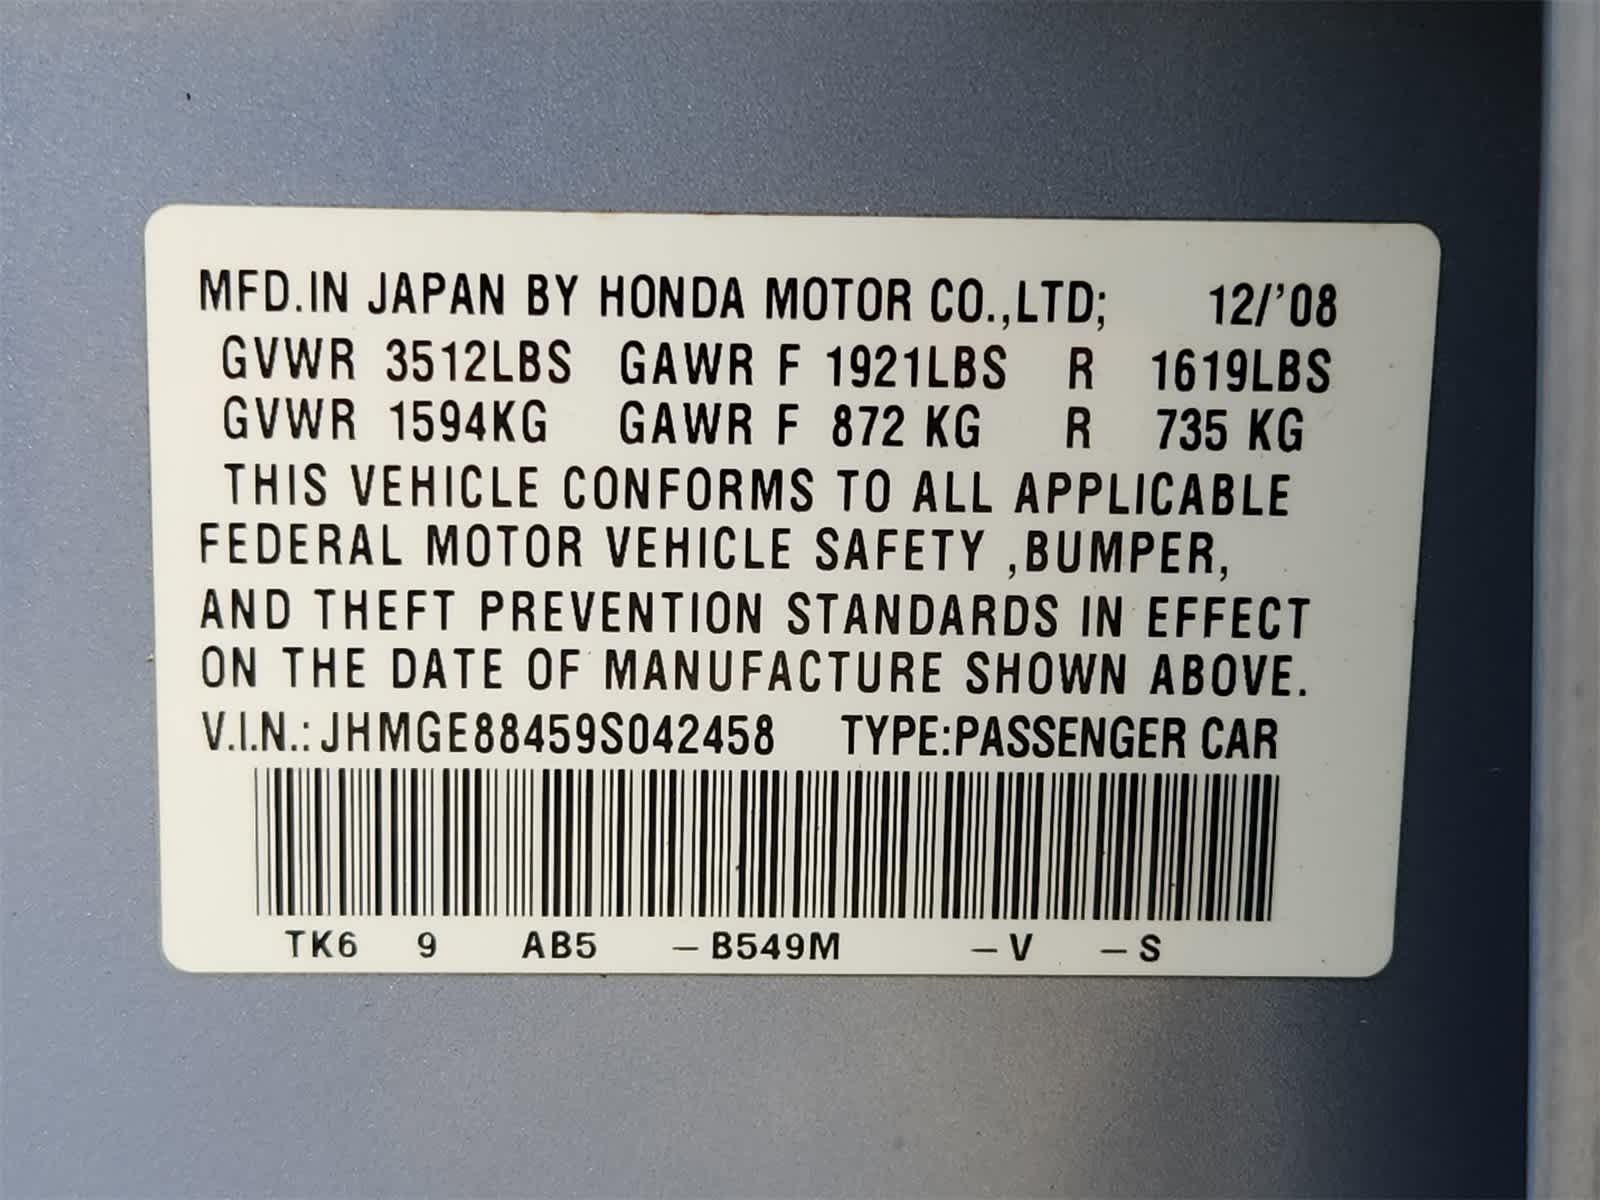 MFD.IN JAPAN BY HONDA MOTOR CO.,LTD; 12/'08
GVWR 3512LBS GAWR F 1921LBS R 1619LBS
GVWR 1594KG GAWR F 872 KG R 735 KG
THIS VEHICLE CONFORMS TO ALL APPLICABLE
FEDERAL MOTOR VEHICLE SAFETY ,BUMPER,
AND THEFT PREVENTION STANDARDS IN EFFECT
ON THE DATE OF MANUFACTURE SHOWN ABOVE.
V.I.N.: JHMGE88459S042458 TYPE:PASSENGER CAR
TK6 9 AB5 –B549M –V –S